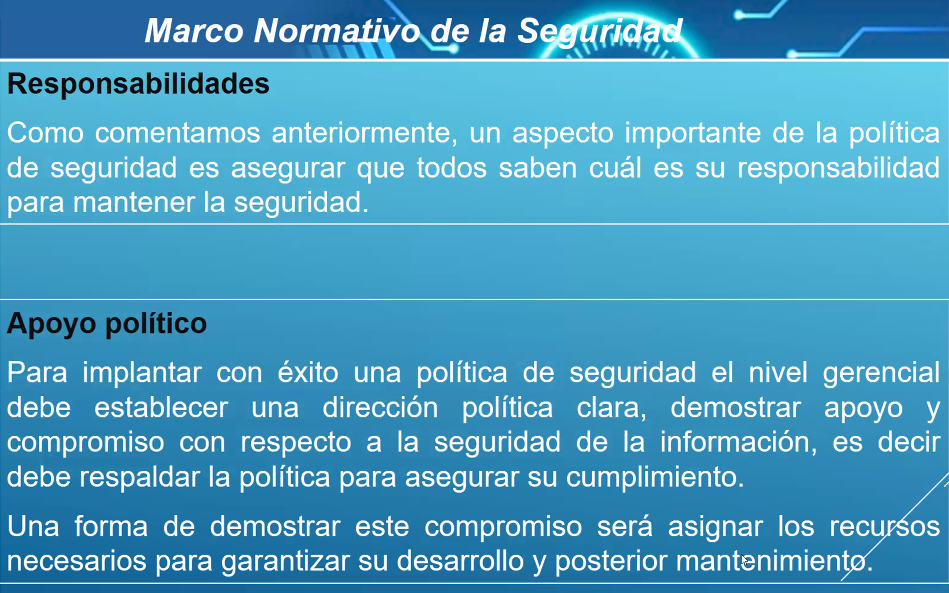 Marco Normativo de la Seguridad
Responsabilidades
Como comentamos anteriormente, un aspecto importante de la política
de seguridad es asegurar que todos saben cuál es su responsabilidad
para mantener la seguridad.
Apoyo político
Para implantar con éxito una política de seguridad el nivel gerencial
debe establecer una dirección política clara, demostrar apoyo y
compromiso con respecto a la seguridad de la información, es decir
debe respaldar la política para asegurar su cumplimiento.
Una forma de demostrar este compromiso será asignar los recursos
necesarios para garantizar su desarrollo y posterior mantenimiento.